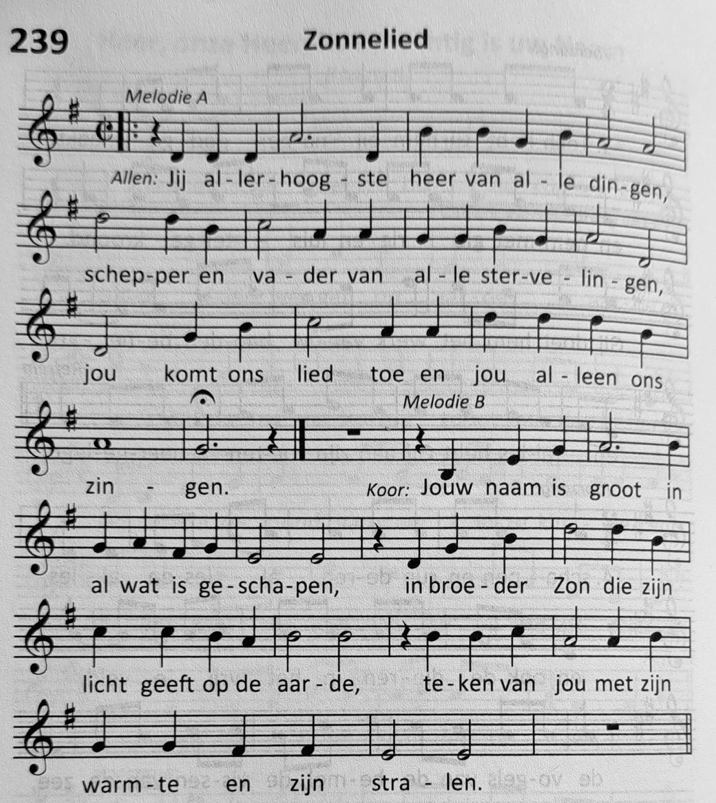 239 Zonnelied
Melodie A
Allen: Jij al-ler-hoog-ste heer van al-le din-gen,
schep-per en va-der van al-le ster-ve-lin-gen,
jou komt ons lied toe en jou al-leen ons
Melodie B
zin-gen. Koor: Jouw naam is groot in
al wat is ge-scha-pen, in broe-der Zon die zijn
licht geeft op de aar-de, te-ken van jou met zijn
warm-te en zijn stra-len.